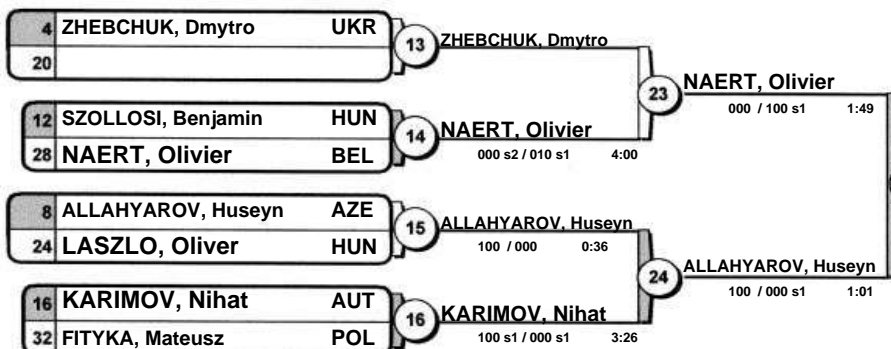 4 ZHEBCHUK, Dmytro UKR
20
13
ZHEBCHUK, Dmytro
12 SZOLLOSI, Benjamin HUN
28 NAERT, Olivier BEL
14
NAERT, Olivier
000 s2 / 010 s1 4:00
23
NAERT, Olivier
000 / 100 s1 1:49
8 ALLAHYAROV, Huseyn AZE
24 LASZLO, Oliver HUN
15
ALLAHYAROV, Huseyn
100 / 000 0:36
16 KARIMOV, Nihat AUT
32 FITYKA, Mateusz POL
16
KARIMOV, Nihat
100 s1 / 000 s1 3:26
24
ALLAHYAROV, Huseyn
100 / 000 s1 1:01